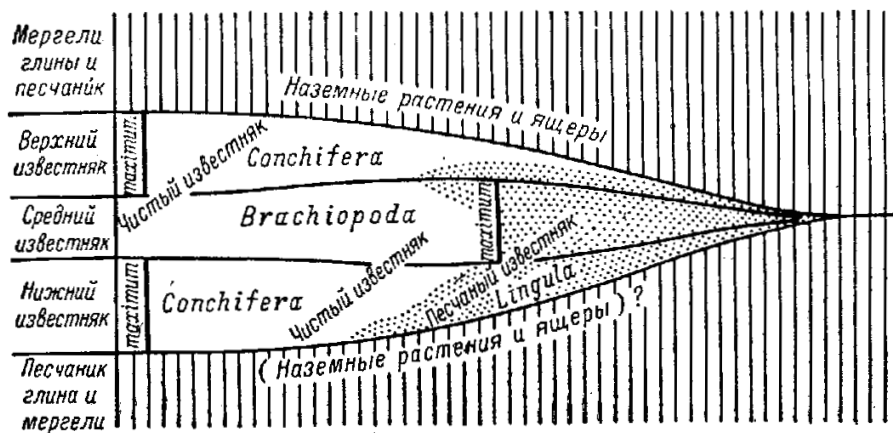 Мергели
глины и
песчаник
Верхний
известняк
Средний
известняк
Нижний
известняк
Песчаник
глина и
мергели
maximum
Чистый известняк
Conchifera
Наземные растения и ящеры
Brachiopoda
maximum
maximum
Conchifera
Чистый известняк
Песчаный известняк
Lingula
(Наземные растения и ящеры)?